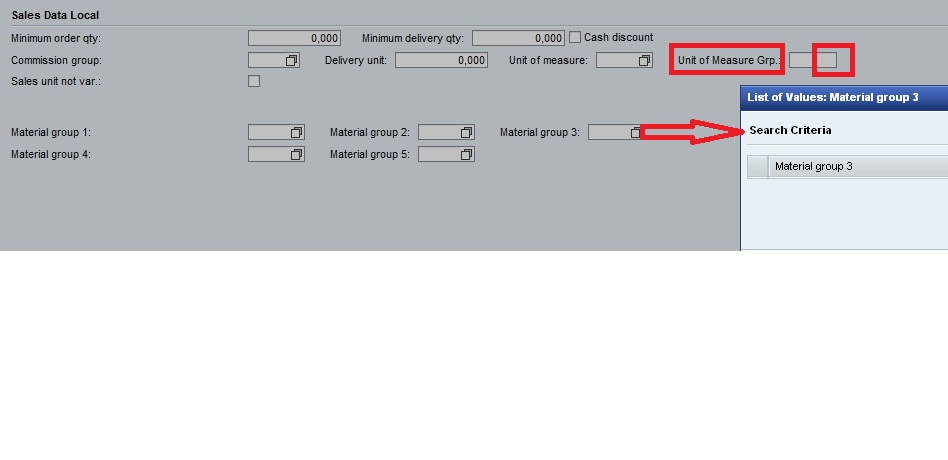 Sales Data Local
Minimum order qty: 0,000 Minimum delivery qty: 0,000 Cash discount
Commission group: Delivery unit: 0,000 Unit of measure: Unit of Measure Grp.:
Sales unit not var.:
List of Values: Material group 3
Material group 1: Material group 2: Material group 3: Search Criteria
Material group 4: Material group 5:
Material group 3